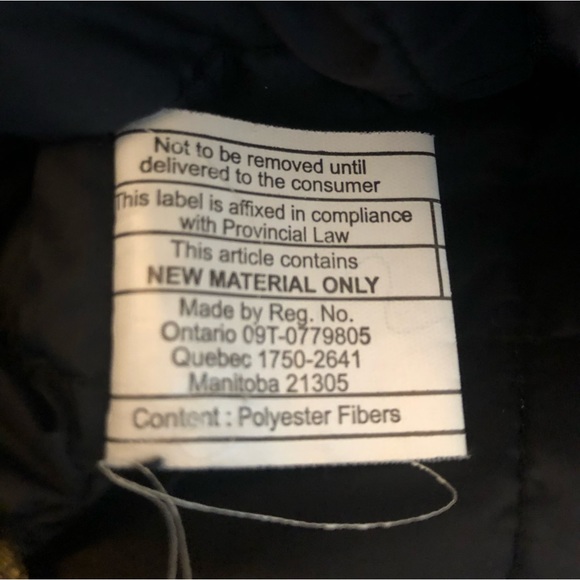 Not to be removed until
delivered to the consumer
This label is affixed in compliance
with Provincial Law
This article contains
NEW MATERIAL ONLY
Made by Reg. No.
Ontario 09T-0779805
Quebec 1750-2641
Manitoba 21305
Content : Polyester Fibers